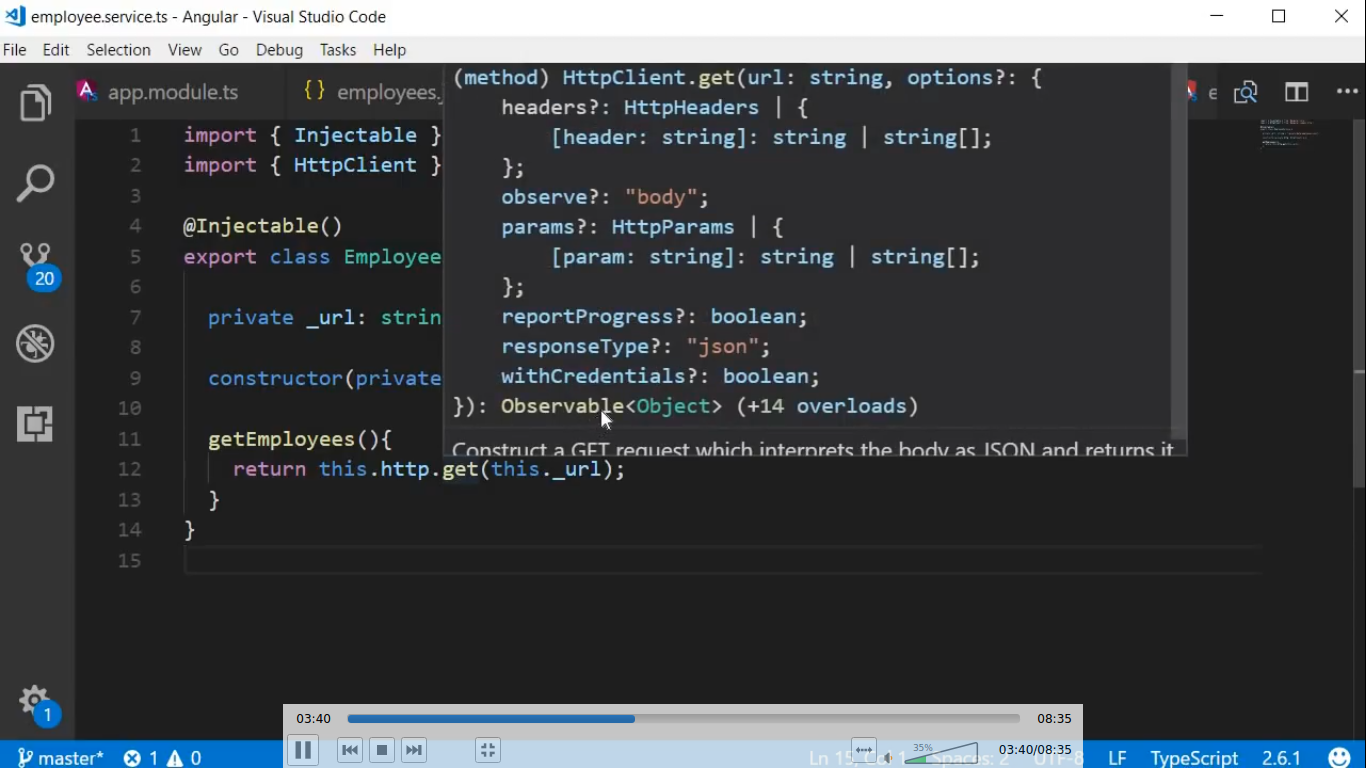 employee.service.ts - Angular - Visual Studio Code
File Edit Selection View Go Debug Tasks Help
app.module.ts
{} employees.
(method) HttpClient.get(url: string, options?: {
headers?: HttpHeaders | {
[header: string]: string | string[];
};
observe?: "body";
params?: HttpParams | {
[param: string]: string | string[];
};
reportProgress?: boolean;
responseType?: "json";
withCredentials?: boolean;
}): Observable<Object> (+14 overloads)
Construct a GET request which interprets the body as JSON and returns it
1 import { Injectable }
2 import { HttpClient }
3
4 @Injectable()
5 export class Employee
6
7 private _url: strin
8
9 constructor(private
10
11 getEmployees(){
12 return this.http.get(this._url);
13 }
14 }
15
20
1
03:40 08:35
35% 03:40/08:35
master* 1 0 Ln 15, Col 1 Spaces: 2 UTF-8 LF TypeScript 2.6.1